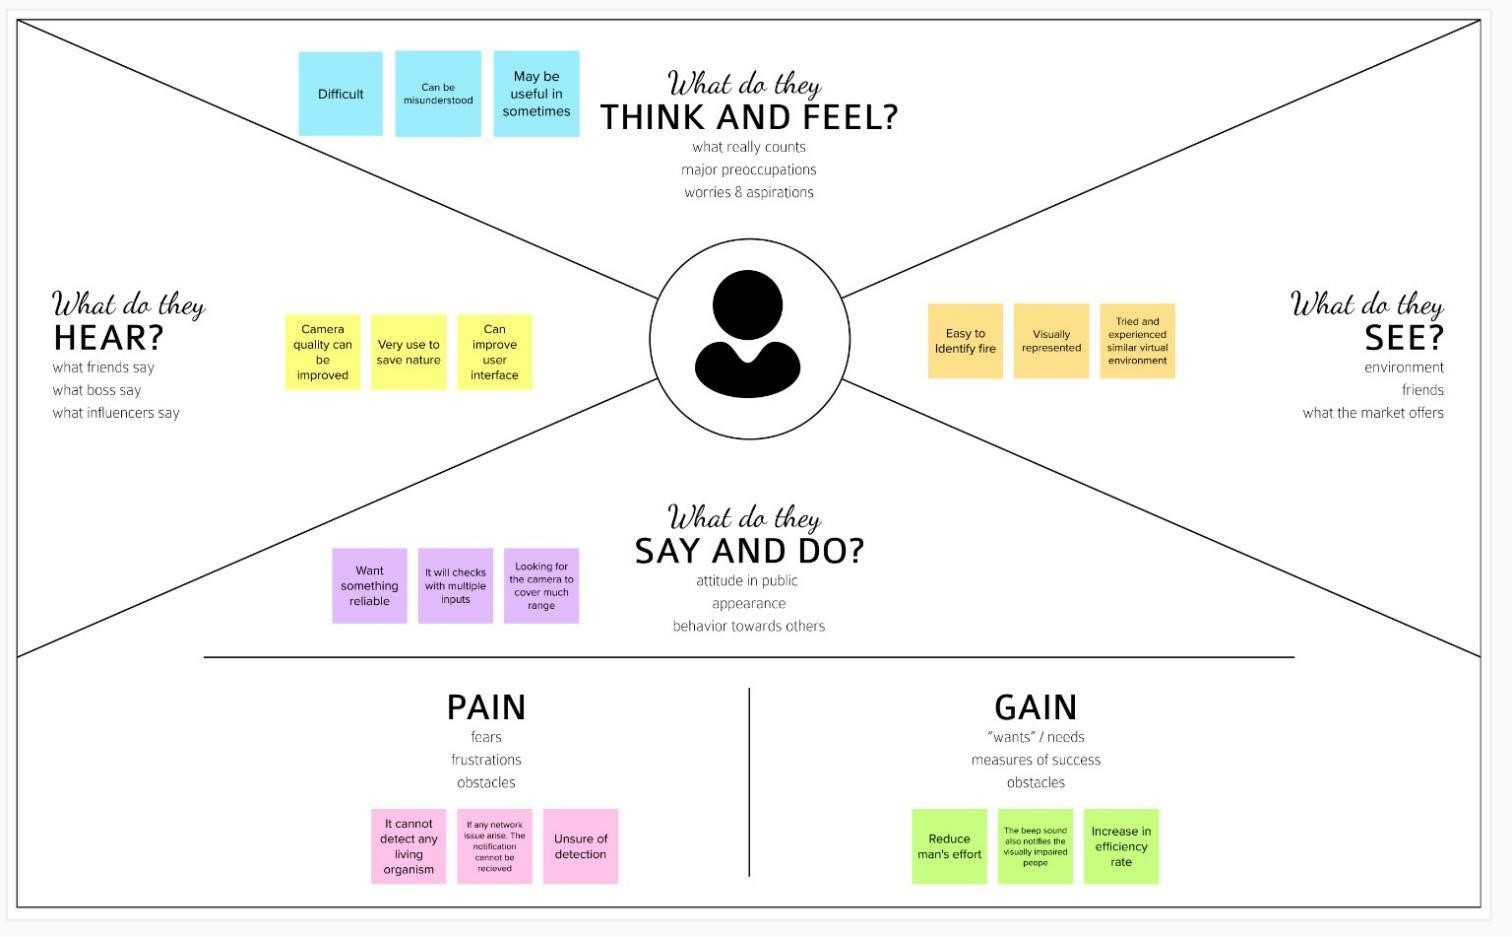 Difficult
Can be
misunderstood
May be
useful in
sometimes
What do they
THINK AND FEEL?
what really counts
major preoccupations
worries & aspirations
What do they
HEAR?
what friends say
what boss say
what influencers say
Camera
quality can
be
improved
Very use to
save nature
Can
improve
user
interface
Easy to
Identify fire
Visually
represented
Tried and
experienced
similar virtual
environment
What do they
SEE?
environment
friends
what the market offers
What do they
SAY AND DO?
attitude in public
appearance
behavior towards others
Want
something
reliable
It will checks
with multiple
inputs
Looking for
the camera to
cover much
range
PAIN
fears
frustrations
obstacles
It cannot
detect any
living
organism
If any network
issue arise. The
notification
cannot be
recieved
Unsure of
detection
GAIN
"wants" / needs
measures of success
obstacles
Reduce
man's effort
The beep sound
also notifies the
visually impaired
peope
Increase in
efficiency
rate